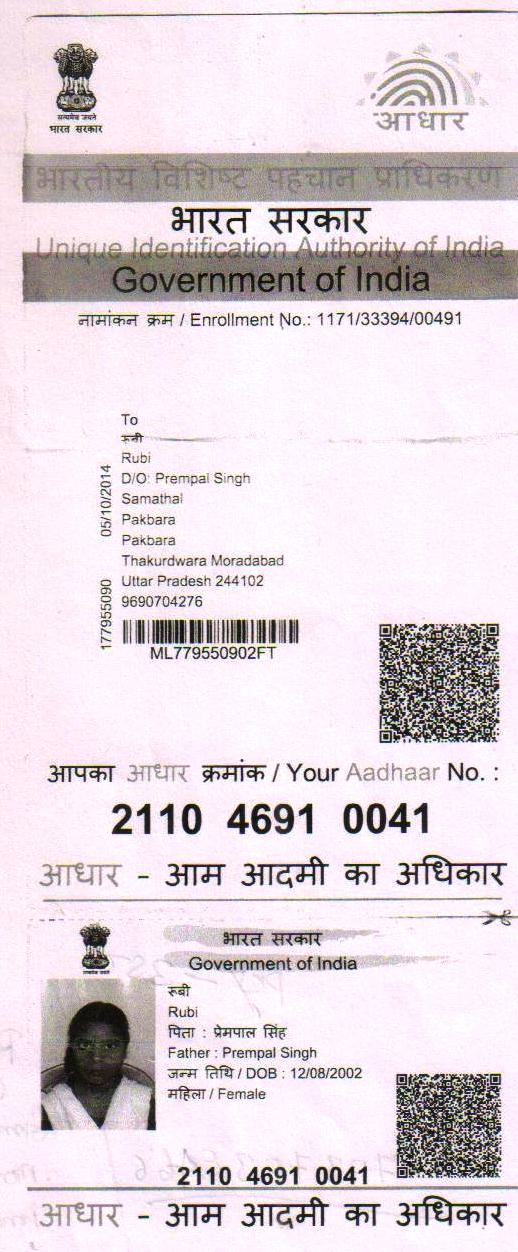 सत्यमेव जयते
भारत सरकार
आधार
भारतीय विशिष्ट पहचान प्राधिकरण
भारत सरकार
Unique Identification Authority of India
Government of India
नामांकन क्रम / Enrollment No.: 1171/33394/00491
To
रूबी
Rubi
D/O: Prempal Singh
Samathal
Pakbara
Pakbara
Thakurdwara Moradabad
Uttar Pradesh 244102
9690704276
05/10/2014
177955090
ML779550902FT
आपका आधार क्रमांक / Your Aadhaar No. :
2110 4691 0041
आधार - आम आदमी का अधिकार
भारत सरकार
Government of India
रूबी
Rubi
पिता : प्रेमपाल सिंह
Father : Prempal Singh
जन्म तिथि / DOB : 12/08/2002
महिला / Female
2110 4691 0041
आधार - आम आदमी का अधिकार